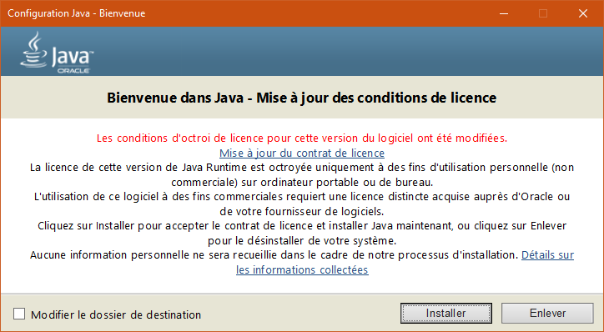 Configuration Java - Bienvenue
Java
ORACLE
Bienvenue dans Java - Mise à jour des conditions de licence
Les conditions d'octroi de licence pour cette version du logiciel ont été modifiées.
Mise à jour du contrat de licence
La licence de cette version de Java Runtime est octroyée uniquement à des fins d'utilisation personnelle (non
commerciale) sur ordinateur portable ou de bureau.
L'utilisation de ce logiciel à des fins commerciales requiert une licence distincte acquise auprès d'Oracle ou
de votre fournisseur de logiciels.
Cliquez sur Installer pour accepter le contrat de licence et installer Java maintenant, ou cliquez sur Enlever
pour le désinstaller de votre système.
Aucune information personnelle ne sera recueillie dans le cadre de notre processus d'installation. Détails sur
les informations collectées
Modifier le dossier de destination
Installer
Enlever